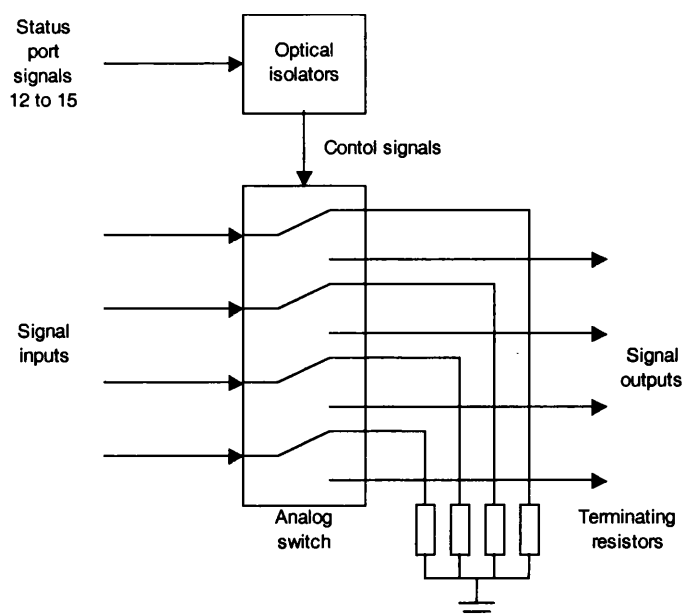 Status
port
signals
12 to 15
Optical
isolators
Contol signals
Signal
inputs
Signal
outputs
Analog
switch
Terminating
resistors